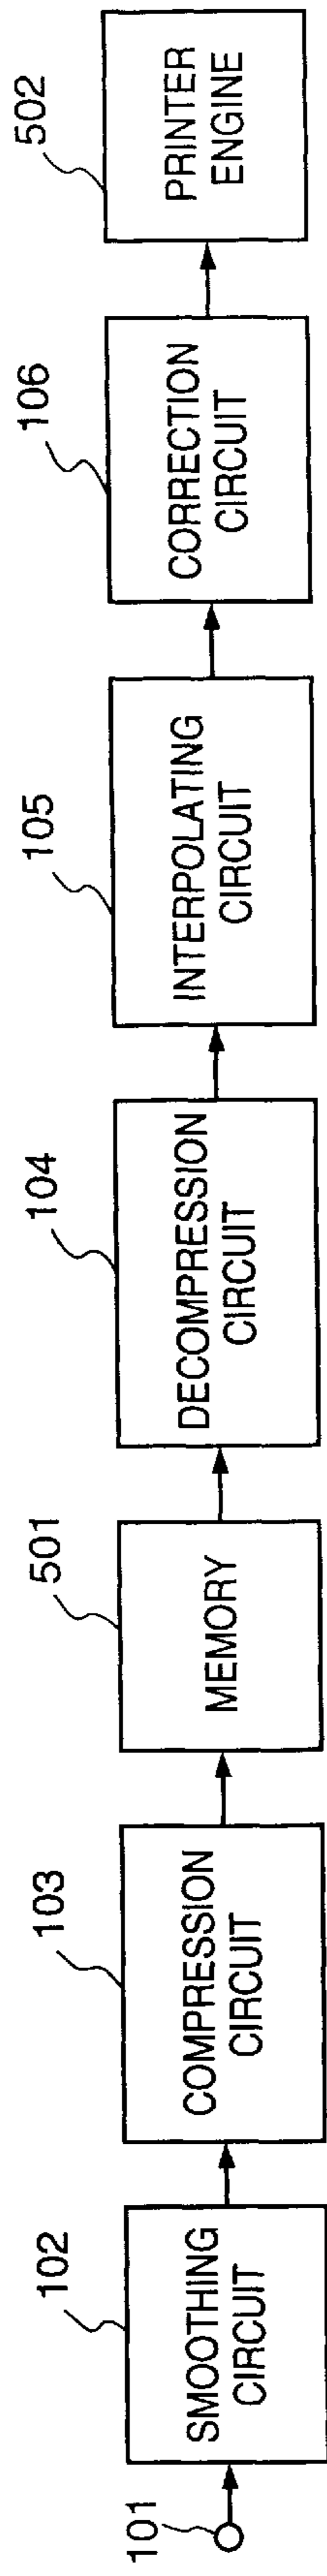 101
102
SMOOTHING
CIRCUIT
103
COMPRESSION
CIRCUIT
501
MEMORY
104
DECOMPRESSION
CIRCUIT
105
INTERPOLATING
CIRCUIT
106
CORRECTION
CIRCUIT
502
PRINTER
ENGINE